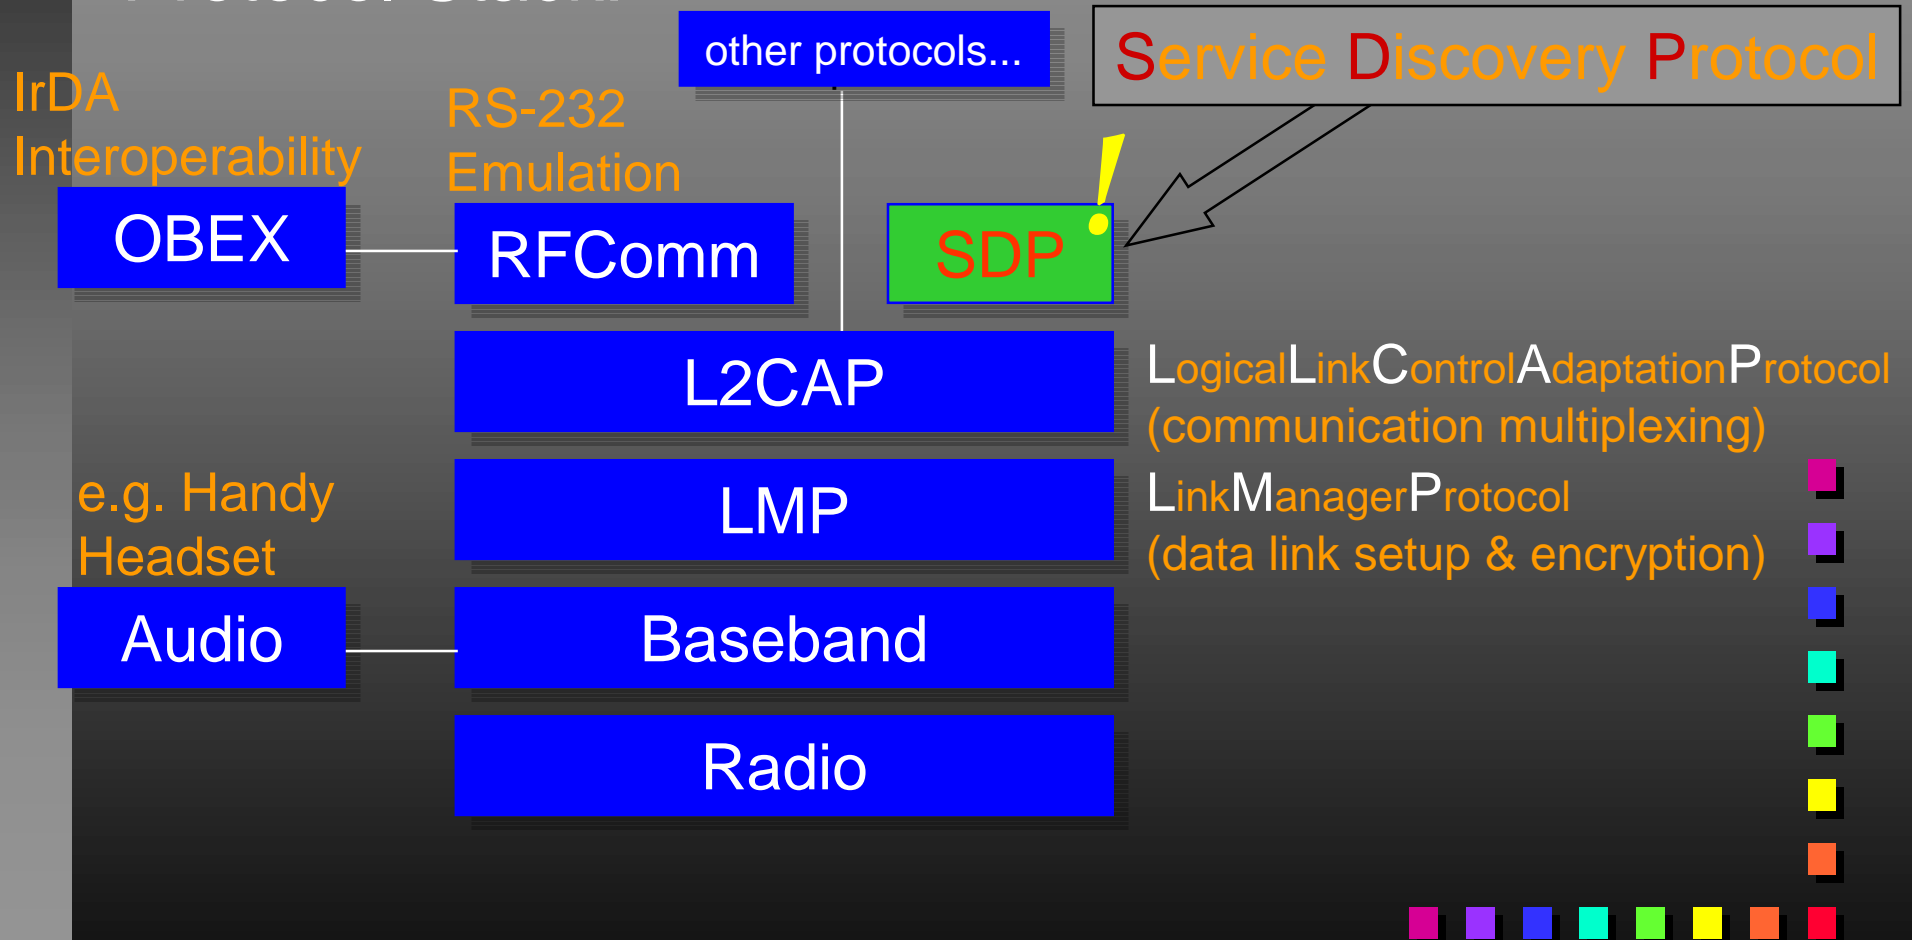 other protocols...
Service Discovery Protocol
IrDA
Interoperability
RS-232
Emulation
OBEX
RFComm
SDP
!
L2CAP
LogicalLinkControlAdaptationProtocol
(communication multiplexing)
e.g. Handy
Headset
LMP
LinkManagerProtocol
(data link setup & encryption)
Audio
Baseband
Radio